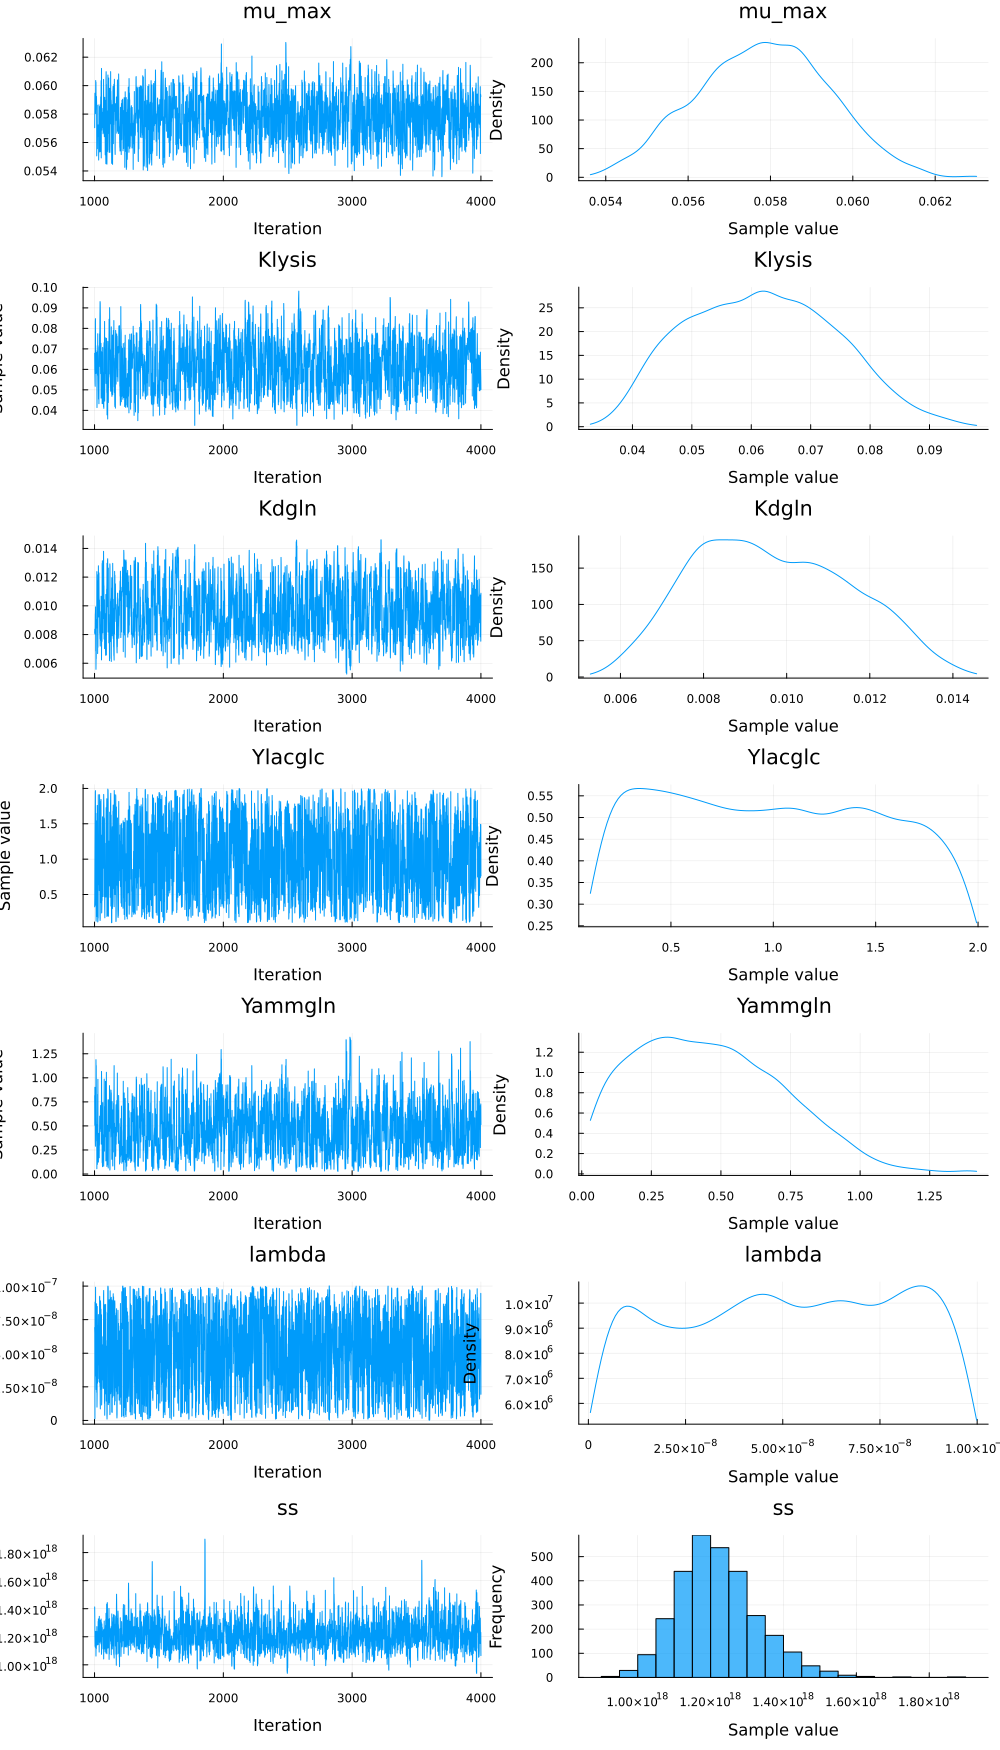 mu_max mu_max
0.062
0.060
0.058
0.056
0.054
1000 2000 3000 4000
Iteration
Density
200
150
100
50
0
0.054 0.056 0.058 0.060 0.062
Sample value
Klysis Klysis
0.10
0.09
0.08
0.07
0.06
0.05
0.04
1000 2000 3000 4000
Iteration
Density
25
20
15
10
5
0
0.04 0.05 0.06 0.07 0.08 0.09
Sample value
Kdgln Kdgln
0.014
0.012
0.010
0.008
0.006
1000 2000 3000 4000
Iteration
Density
150
100
50
0
0.006 0.008 0.010 0.012 0.014
Sample value
Ylacglc Ylacglc
Sample value
2.0
1.5
1.0
0.5
1000 2000 3000 4000
Iteration
Density
0.55
0.50
0.45
0.40
0.35
0.30
0.25
0.5 1.0 1.5 2.0
Sample value
Yammgln Yammgln
1.25
1.00
0.75
0.50
0.25
0.00
1000 2000 3000 4000
Iteration
Density
1.2
1.0
0.8
0.6
0.4
0.2
0.0
0.00 0.25 0.50 0.75 1.00 1.25
Sample value
lambda lambda
.00×10⁻⁷
.50×10⁻⁸
.00×10⁻⁸
.50×10⁻⁸
0
1000 2000 3000 4000
Iteration
Density
1.0×10⁷
9.0×10⁶
8.0×10⁶
7.0×10⁶
6.0×10⁶
0 2.50×10⁻⁸ 5.00×10⁻⁸ 7.50×10⁻⁸ 1.00×10⁻
Sample value
ss ss
1.80×10¹⁸
1.60×10¹⁸
1.40×10¹⁸
1.20×10¹⁸
1.00×10¹⁸
1000 2000 3000 4000
Iteration
Frequency
500
400
300
200
100
0
1.00×10¹⁸ 1.20×10¹⁸ 1.40×10¹⁸ 1.60×10¹⁸ 1.80×10¹⁸
Sample value